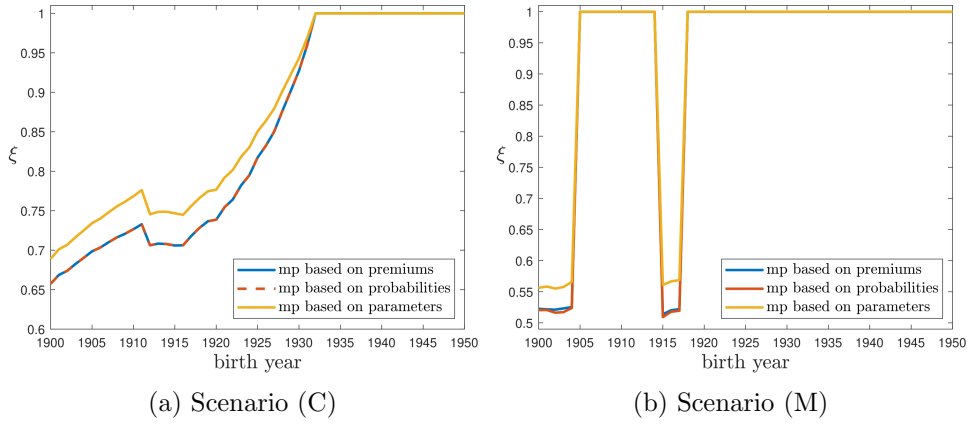 1
0.95
0.9
0.85
0.8
0.75
0.7
0.65
0.6
ξ
mp based on premiums
mp based on probabilities
mp based on parameters
1900 1905 1910 1915 1920 1925 1930 1935 1940 1945 1950
birth year
(a) Scenario (C)
1
0.95
0.9
0.85
0.8
0.75
0.7
0.65
0.6
0.55
0.5
ξ
mp based on premiums
mp based on probabilities
mp based on parameters
1900 1905 1910 1915 1920 1925 1930 1935 1940 1945 1950
birth year
(b) Scenario (M)